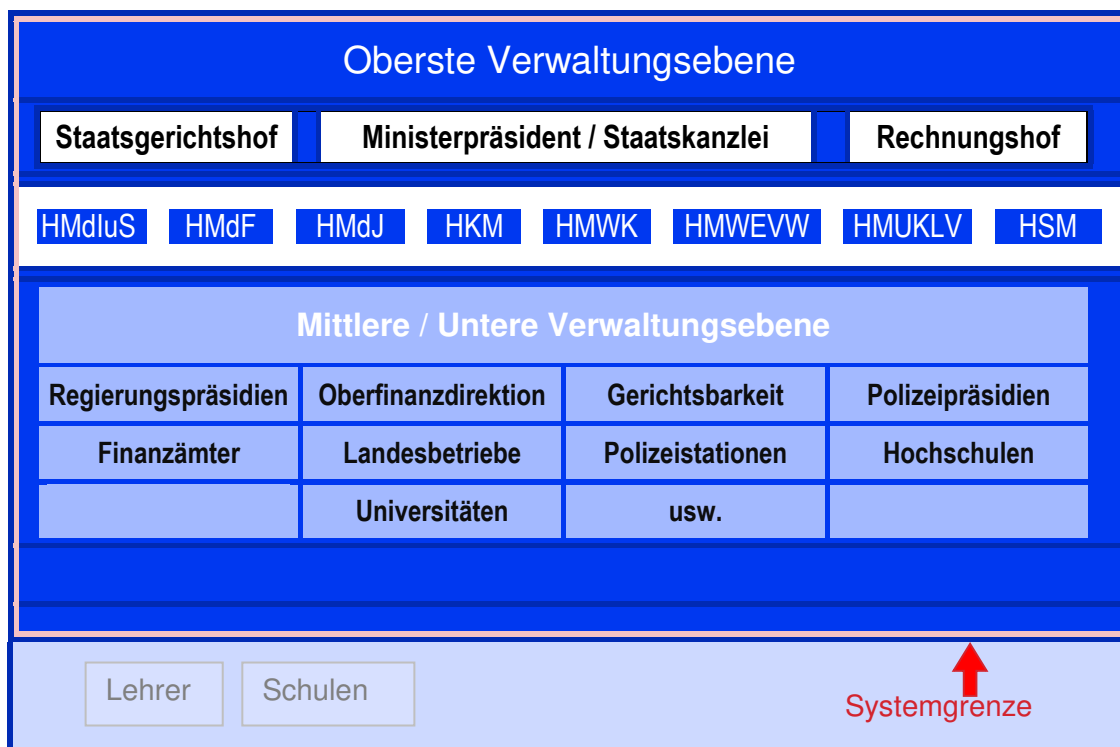 Oberste Verwaltungsebene
Staatsgerichtshof Ministerpräsident / Staatskanzlei Rechnungshof
HMdIuS HMdF HMdJ HKM HMWK HMWEVW HMUKLV HSM
Mittlere / Untere Verwaltungsebene
Regierungspräsidien Oberfinanzdirektion Gerichtsbarkeit Polizeipräsidien
Finanzämter Landesbetriebe Polizeistationen Hochschulen
Universitäten usw.
Lehrer Schulen Systemgrenze